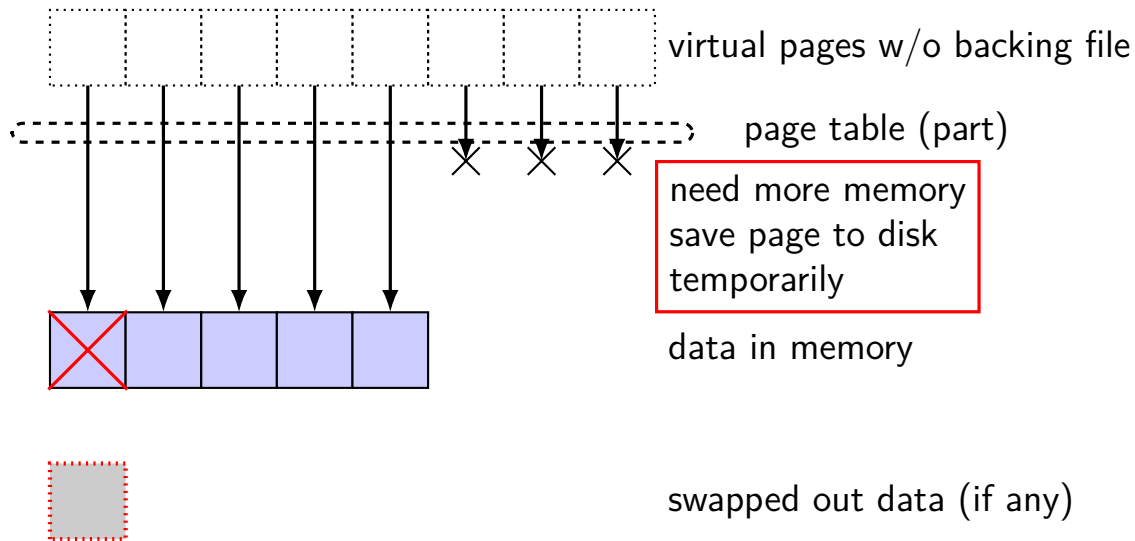 virtual pages w/o backing file
page table (part)
need more memory
save page to disk
temporarily
data in memory
swapped out data (if any)